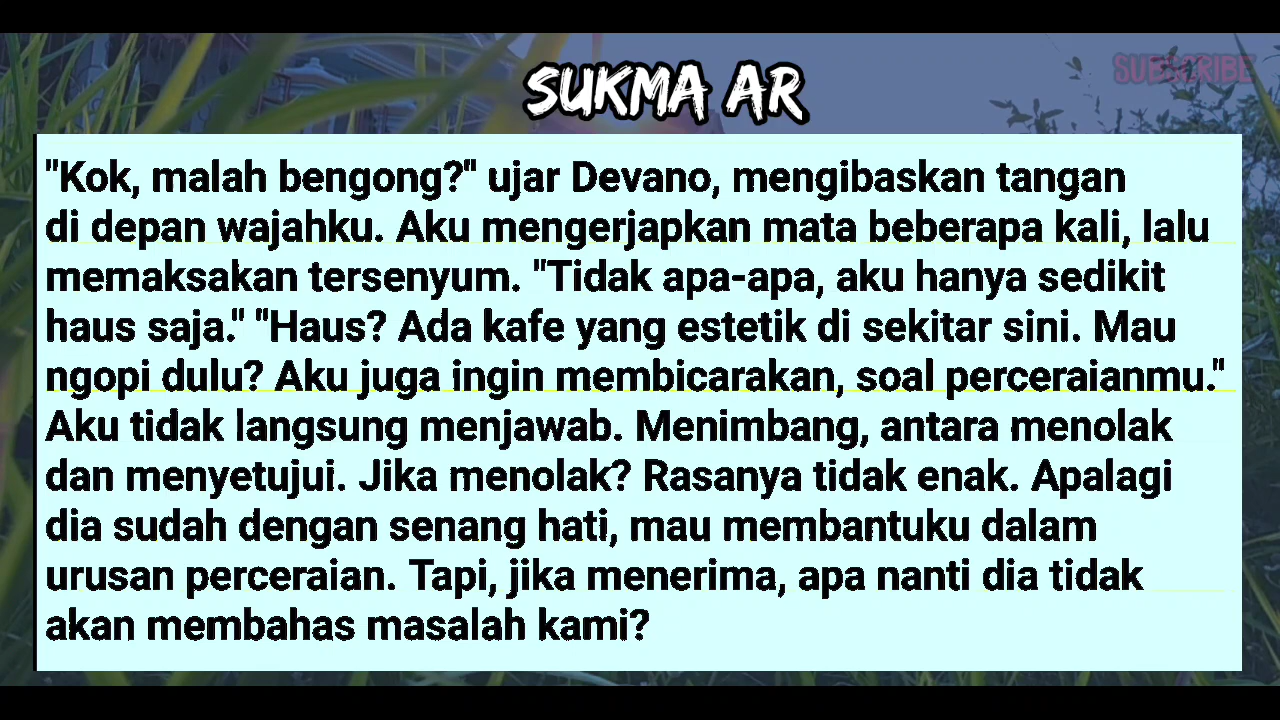 SUKMA AR
SUBSCRIBE
"Kok, malah bengong?" ujar Devano, mengibaskan tangan
di depan wajahku. Aku mengerjapkan mata beberapa kali, lalu
memaksakan tersenyum. "Tidak apa-apa, aku hanya sedikit
haus saja." "Haus? Ada kafe yang estetik di sekitar sini. Mau
ngopi dulu? Aku juga ingin membicarakan, soal perceraianmu."
Aku tidak langsung menjawab. Menimbang, antara menolak
dan menyetujui. Jika menolak? Rasanya tidak enak. Apalagi
dia sudah dengan senang hati, mau membantuku dalam
urusan perceraian. Tapi, jika menerima, apa nanti dia tidak
akan membahas masalah kami?